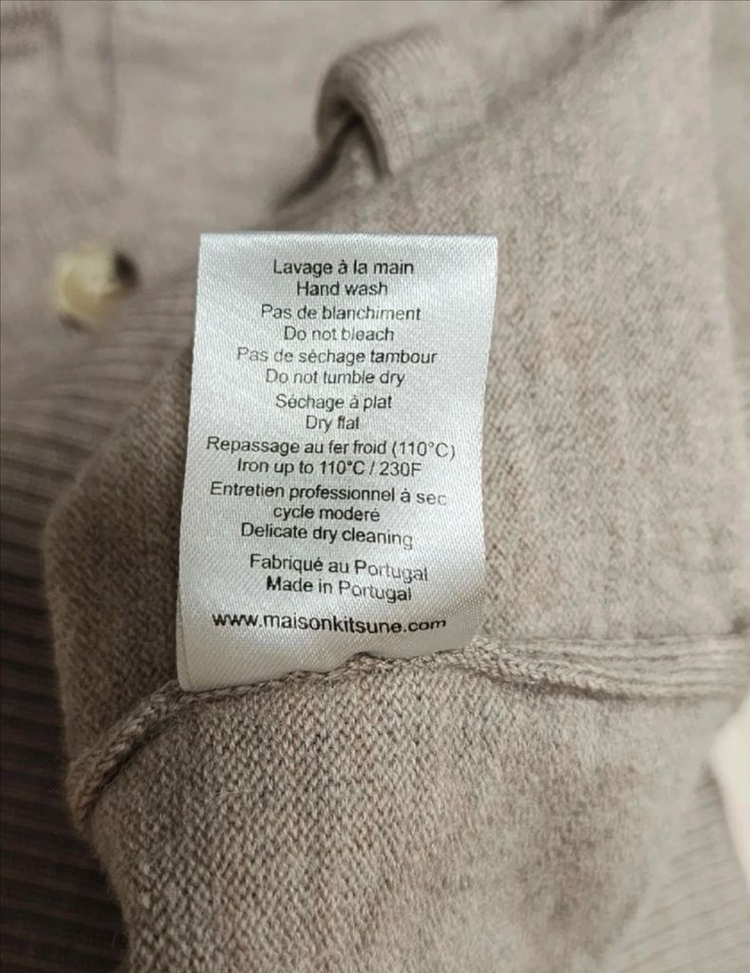 Lavage à la main
Hand wash
Pas de blanchiment
Do not bleach
Pas de séchage tambour
Do not tumble dry
Séchage à plat
Dry flat
Repassage au fer froid (110°C)
Iron up to 110°C / 230F
Entretien professionnel à sec
cycle moderé
Delicate dry cleaning
Fabriqué au Portugal
Made in Portugal
www.maisonkitsune.com